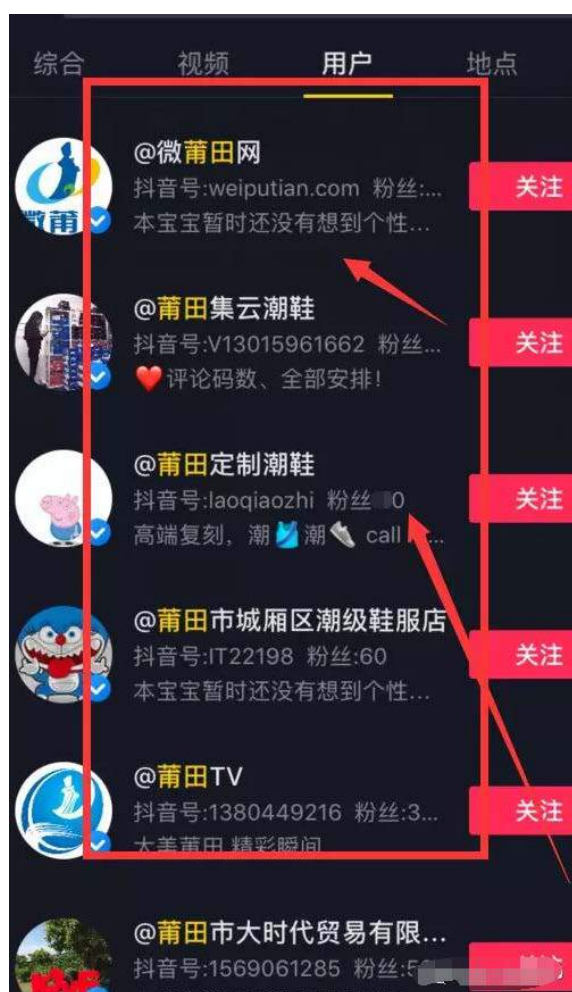 综合 视频 用户 地点
@微莆田网
抖音号:weiputian.com 粉丝:...
关注
本宝宝暂时还没有想到个性...
微莆
@莆田集云潮鞋
抖音号:V13015961662 粉丝...
关注
❤️评论码数、全部安排!
@莆田定制潮鞋
抖音号:laoqiaozhi 粉丝 0
关注
高端复刻，潮🎽潮👟 call
@莆田市城厢区潮级鞋服店
抖音号:IT22198 粉丝:60
关注
本宝宝暂时还没有想到个性...
@莆田TV
抖音号:1380449216 粉丝:3...
关注
大美莆田 精彩瞬间
@莆田市大时代贸易有限...
抖音号:1569061285 粉丝:5